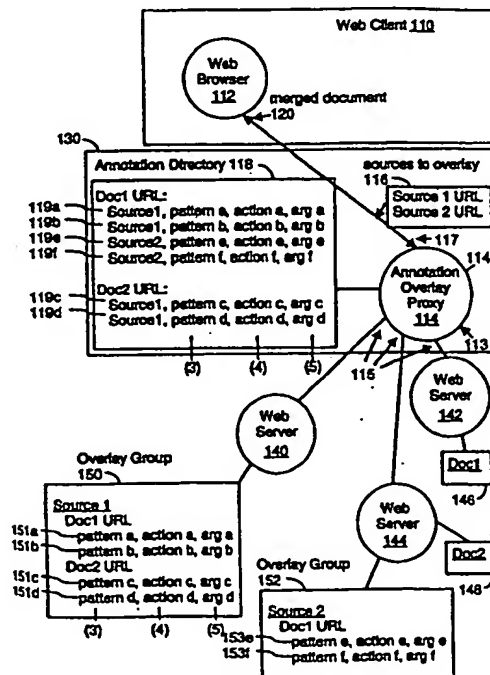 Web Client 110
Web
Browser
112
merged document
120
130
Annotation Directory 118
sources to overlay
116
Source 1 URL
Source 2 URL
117
Doc1 URL:
119a Source1, pattern a, action a, arg a
119b Source1, pattern b, action b, arg b
119e Source2, pattern e, action e, arg e
119f Source2, pattern f, action f, arg f
Doc2 URL:
119c Source1, pattern c, action c, arg c
119d Source1, pattern d, action d, arg d
(3) (4) (5)
114
Annotation
Overlay
Proxy
114
113
115
Web
Server
140
Web
Server
142
Doc1
146
Web
Server
144
Doc2
148
Overlay Group
150
Source 1
Doc1 URL
151a pattern a, action a, arg a
151b pattern b, action b, arg b
Doc2 URL
151c pattern c, action c, arg c
151d pattern d, action d, arg d
(3) (4) (5)
Overlay Group
152
Source 2
Doc1 URL
153e pattern e, action e, arg e
153f pattern f, action f, arg f